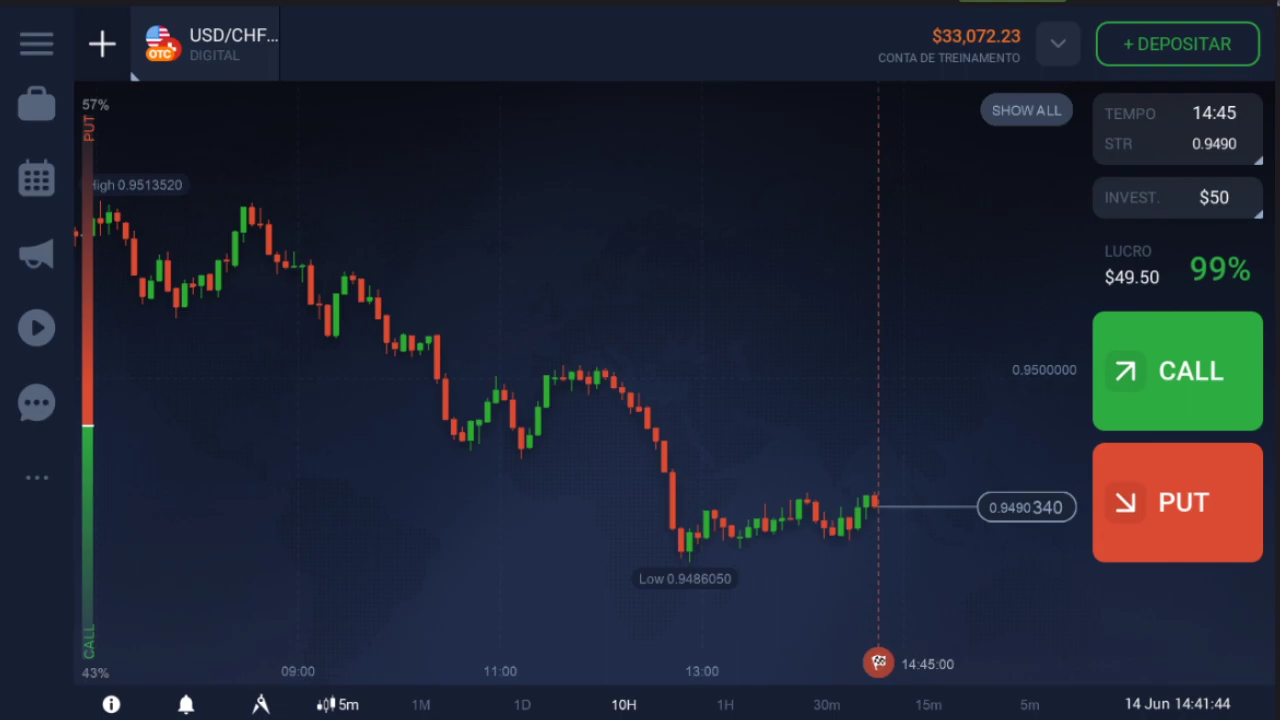 USD/CHF...
OTC
DIGITAL
$33,072.23
CONTA DE TREINAMENTO
+ DEPOSITAR
57%
PUT
High 0.9513520
SHOW ALL
TEMPO 14:45
STR 0.9490
INVEST. $50
LUCRO
$49.50 99%
CALL
0.9500000
PUT
0.9490340
Low 0.9486050
CALL
43%
09:00 11:00 13:00 14:45:00
5m 1M 1D 10H 1H 30m 15m 5m 14 Jun 14:41:44